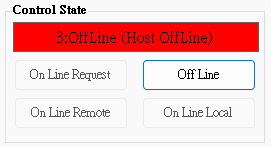 Control State
3:OffLine (Host OffLine)
On Line Request
Off Line
On Line Remote
On Line Local